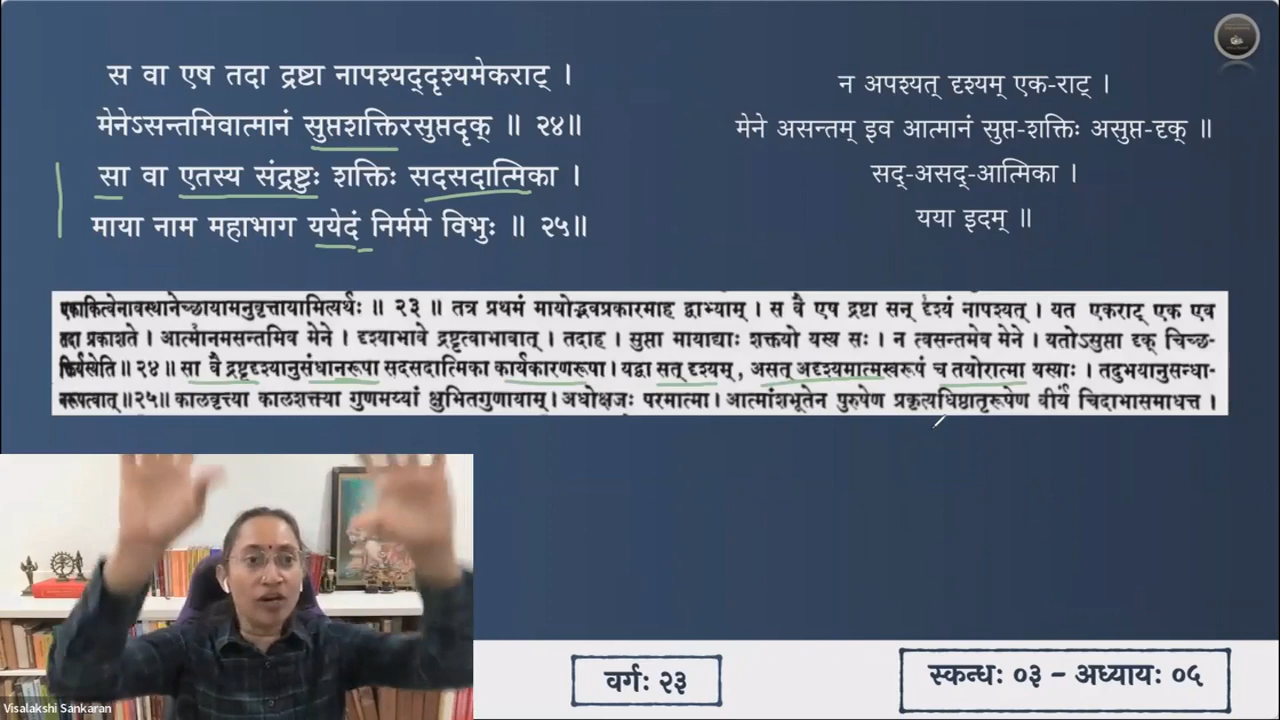 स वा एष तदा द्रष्टा नापश्यद्दृश्यमेकराट् ।
मेनेऽसन्तमिवात्मानं सुप्तशक्तिरसुप्तदृक् ॥ २४॥
सा वा एतस्य संद्रष्टुः शक्तिः सदसदात्मिका ।
माया नाम महाभाग ययेदं निर्ममे विभुः ॥ २५॥
न अपश्यत् दृश्यम् एक-राट् ।
मेने असन्तम् इव आत्मानं सुप्त-शक्तिः असुप्त-दृक् ॥
सद्-असद्-आत्मिका ।
यया इदम् ॥
एकाकित्वेनावस्थानेच्छायामनुवृत्तायामित्यर्थः ॥ २३ ॥ तत्र प्रथमं मायोद्भवप्रकारमाह द्वाभ्याम् । स वै एष द्रष्टा सन् दृश्यं नापश्यत् । यत एकराट् एक एव
तदा प्रकाशते । आत्मानमसन्तमिव मेने । दृश्याभावे द्रष्टृत्वाभावात् । तदाह । सुप्ता मायाद्याः शक्तयो यस्य सः । न त्वसन्तमेव मेने । यतोऽसुप्ता दृक् चिच्छ-
क्तिर्यस्येति ॥ २४ ॥ सा वै द्रष्टृदृश्यानुसंधानरूपा सदसदात्मिका कार्यकारणरूपा । यद्वा सत् दृश्यम् , असत् अदृश्यमात्मस्वरूपं च तयोरात्मा यस्याः । तदुभयानुसन्धा-
नरूपत्वात् ॥ २५ ॥ कालवृत्त्या कालशक्त्या गुणमय्यां क्षुभितगुणायाम् । अधोक्षजः परमात्मा । आत्मांशभूतेन पुरुषेण प्रकृत्यधिष्ठातृरूपेण वीर्यं चिदाभासमाधत्त ।
Visalakshi Sankaran
वर्गः २३
स्कन्धः ०३ – अध्यायः ०५